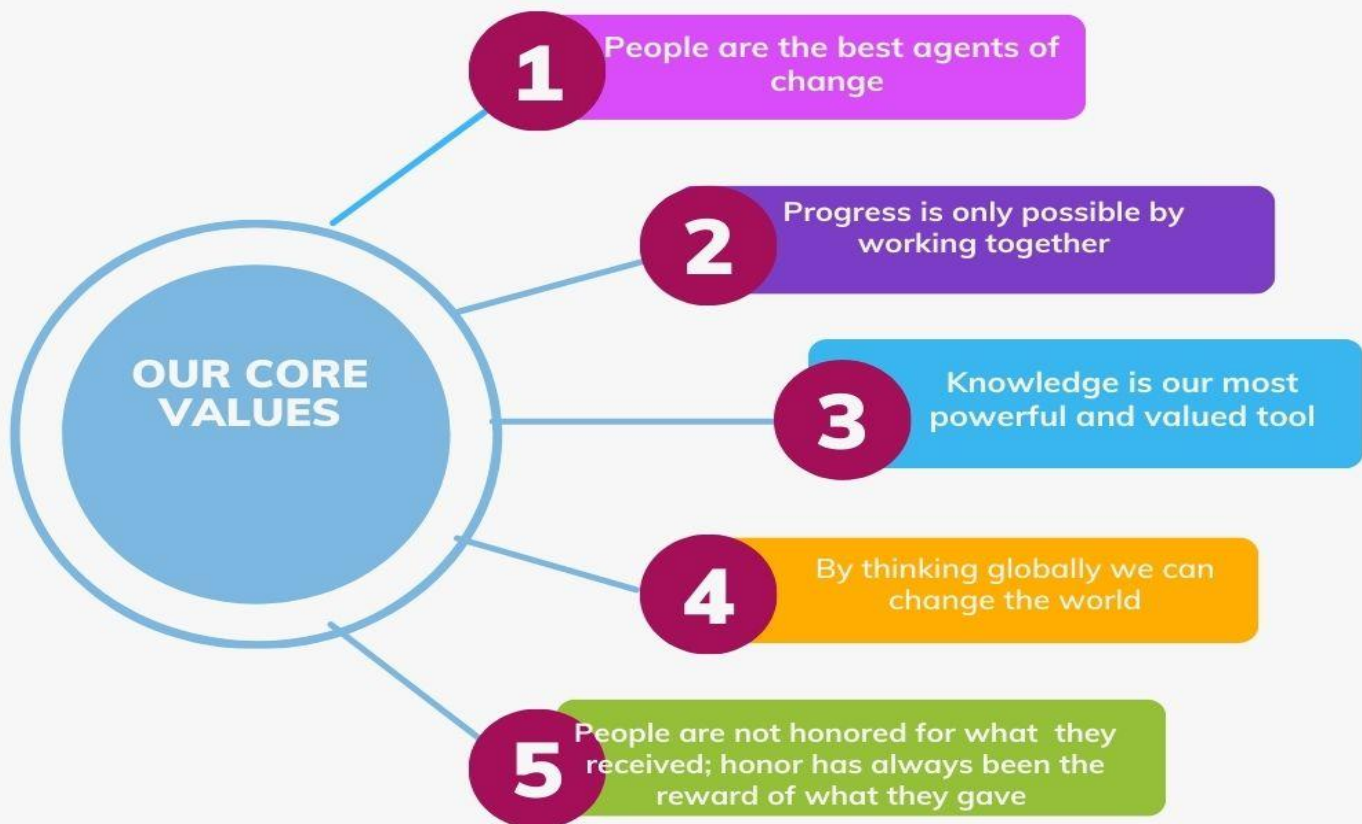 OUR CORE
VALUES
1
People are the best agents of
change
2
Progress is only possible by
working together
3
Knowledge is our most
powerful and valued tool
4
By thinking globally we can
change the world
5
People are not honored for what  they
received; honor has always been the
reward of what they gave